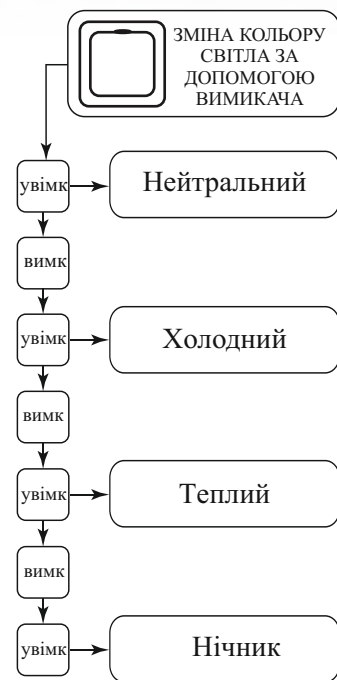 ЗМІНА КОЛЬОРУ
СВІТЛА ЗА
ДОПОМОГОЮ
ВИМИКАЧА
увімк
Нейтральний
вимк
увімк
Холодний
вимк
увімк
Теплий
вимк
увімк
Нічник